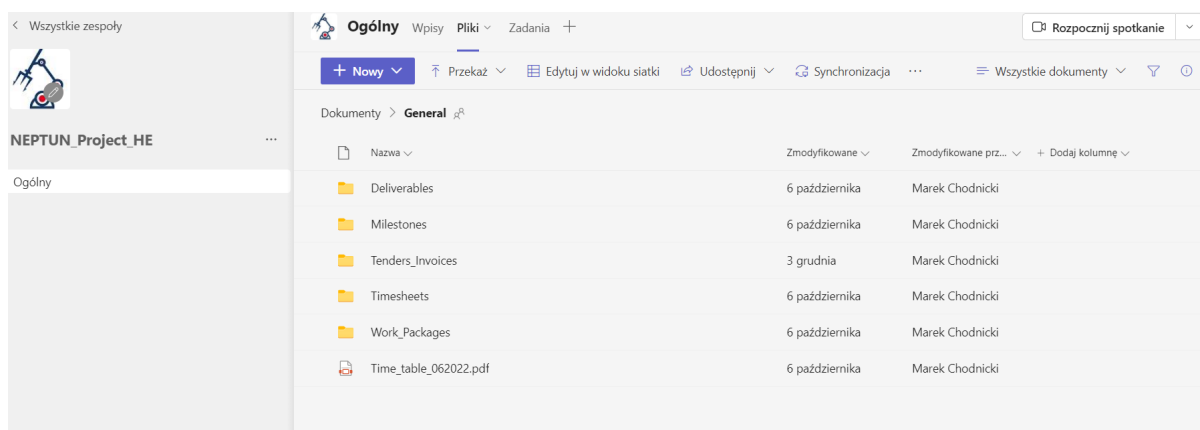 Wszystkie zespoły
NEPTUN_Project_HE ...
Ogólny
Ogólny Wpisy Pliki Zadania +
Rozpocznij spotkanie
+ Nowy Przekaż Edytuj w widoku siatki Udostępnij Synchronizacja ... Wszystkie dokumenty
Dokumenty > General
Nazwa Zmodyfikowane Zmodyfikowane prz... + Dodaj kolumnę
Deliverables 6 października Marek Chodnicki
Milestones 6 października Marek Chodnicki
Tenders_Invoices 3 grudnia Marek Chodnicki
Timesheets 6 października Marek Chodnicki
Work_Packages 6 października Marek Chodnicki
Time_table_062022.pdf 6 października Marek Chodnicki